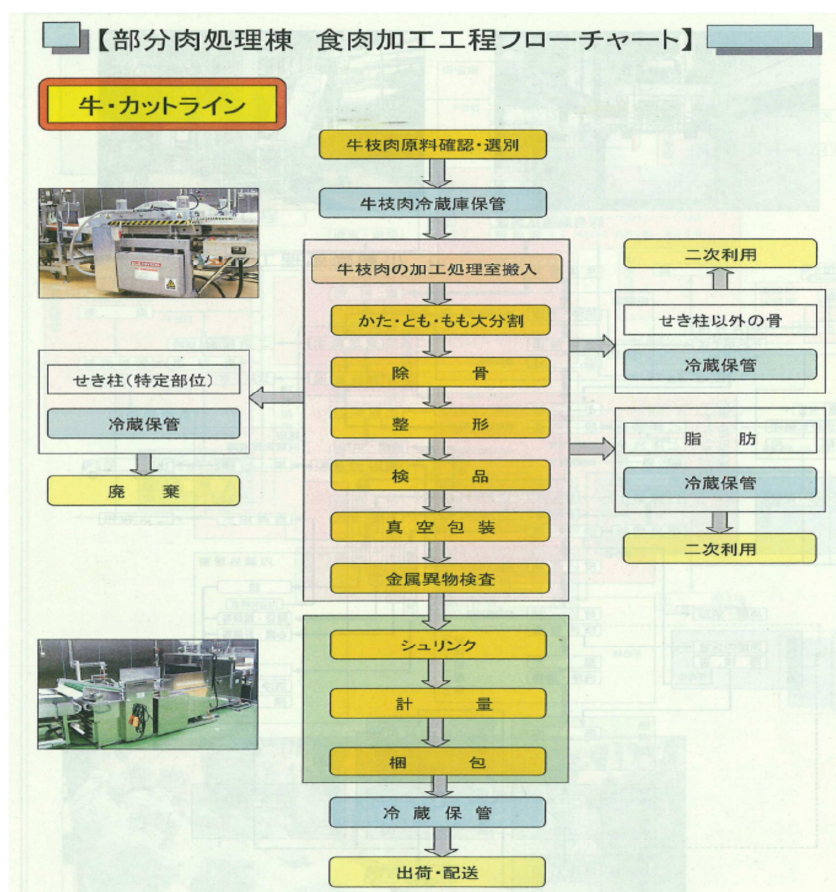 【部分肉処理棟 食肉加工工程フローチャート】
牛・カットライン
牛枝肉原料確認・選別
牛枝肉冷蔵庫保管
牛枝肉の加工処理室搬入
かた・とも・もも大分割
除骨
整形
検品
真空包装
金属異物検査
せき柱(特定部位)
冷蔵保管
廃棄
二次利用
せき柱以外の骨
冷蔵保管
脂肪
冷蔵保管
二次利用
シュリンク
計量
梱包
冷蔵保管
出荷・配送